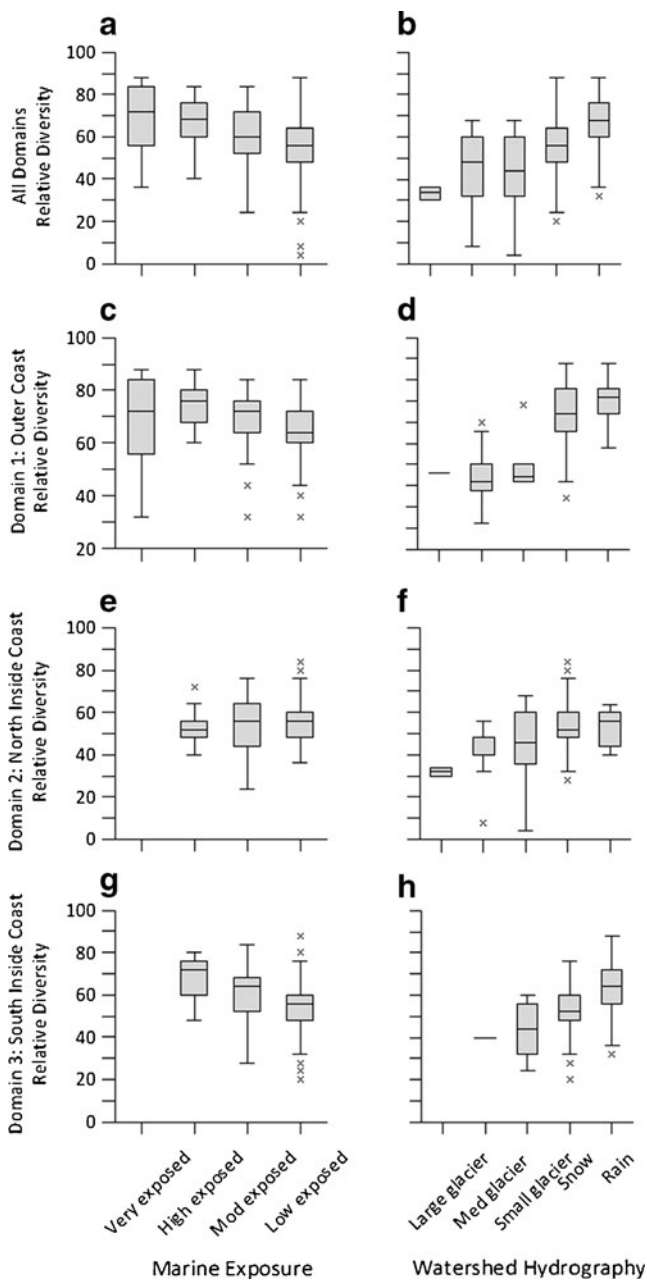 a
b
All Domains
Relative Diversity
100
80
60
40
20
0
c
d
Domain 1: Outer Coast
Relative Diversity
100
80
60
40
20
e
f
Domain 2: North Inside Coast
Relative Diversity
100
80
60
40
20
0
g
h
Domain 3: South Inside Coast
Relative Diversity
100
80
60
40
20
0
Very exposed
High exposed
Mod exposed
Low exposed
Large glacier
Med glacier
Small glacier
Snow
Rain
Marine Exposure
Watershed Hydrography